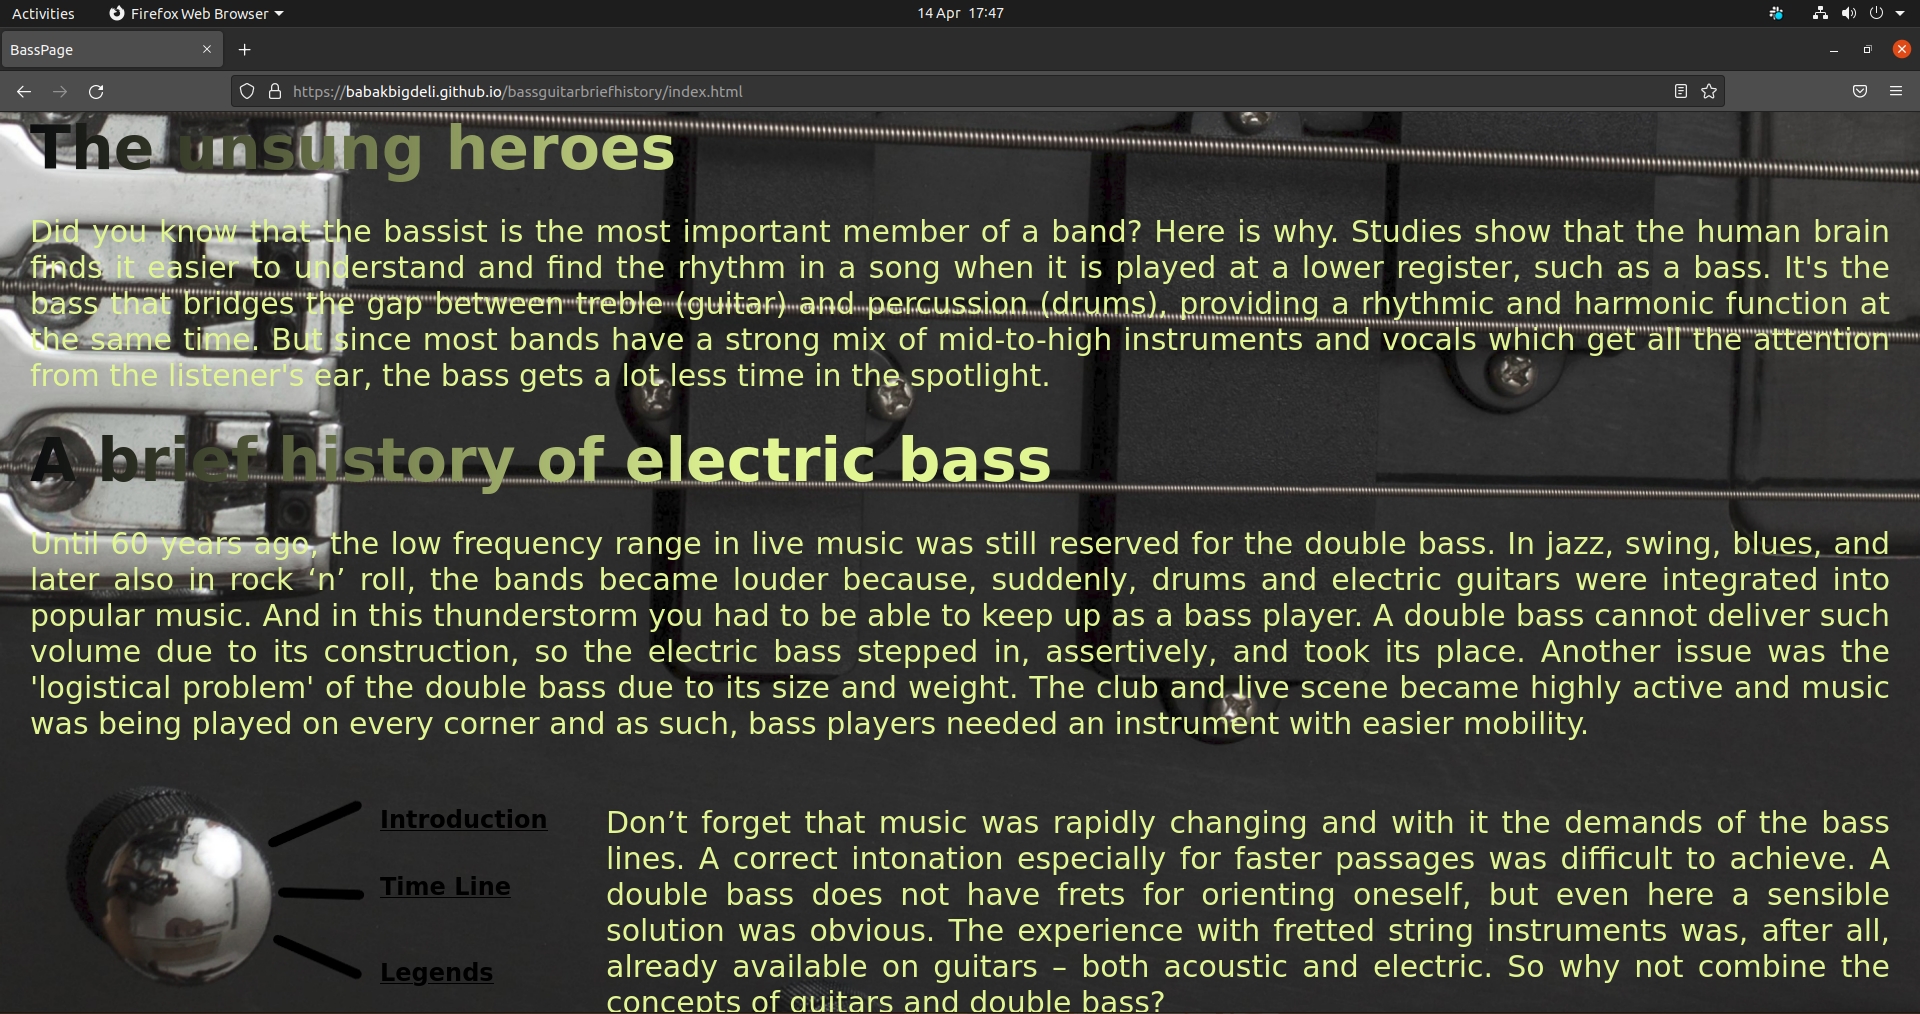 Activities
Firefox Web Browser
14 Apr 17:47
BassPage
https://babakbigdeli.github.io/bassguitarbriefhistory/index.html
The unsung heroes
Did you know that the bassist is the most important member of a band? Here is why. Studies show that the human brain
finds it easier to understand and find the rhythm in a song when it is played at a lower register, such as a bass. It's the
bass that bridges the gap between treble (guitar) and percussion (drums), providing a rhythmic and harmonic function at
the same time. But since most bands have a strong mix of mid-to-high instruments and vocals which get all the attention
from the listener's ear, the bass gets a lot less time in the spotlight.
A brief history of electric bass
Until 60 years ago, the low frequency range in live music was still reserved for the double bass. In jazz, swing, blues, and
later also in rock ‘n’ roll, the bands became louder because, suddenly, drums and electric guitars were integrated into
popular music. And in this thunderstorm you had to be able to keep up as a bass player. A double bass cannot deliver such
volume due to its construction, so the electric bass stepped in, assertively, and took its place. Another issue was the
'logistical problem' of the double bass due to its size and weight. The club and live scene became highly active and music
was being played on every corner and as such, bass players needed an instrument with easier mobility.
Introduction
Time Line
Legends
Don’t forget that music was rapidly changing and with it the demands of the bass
lines. A correct intonation especially for faster passages was difficult to achieve. A
double bass does not have frets for orienting oneself, but even here a sensible
solution was obvious. The experience with fretted string instruments was, after all,
already available on guitars – both acoustic and electric. So why not combine the
concepts of guitars and double bass?